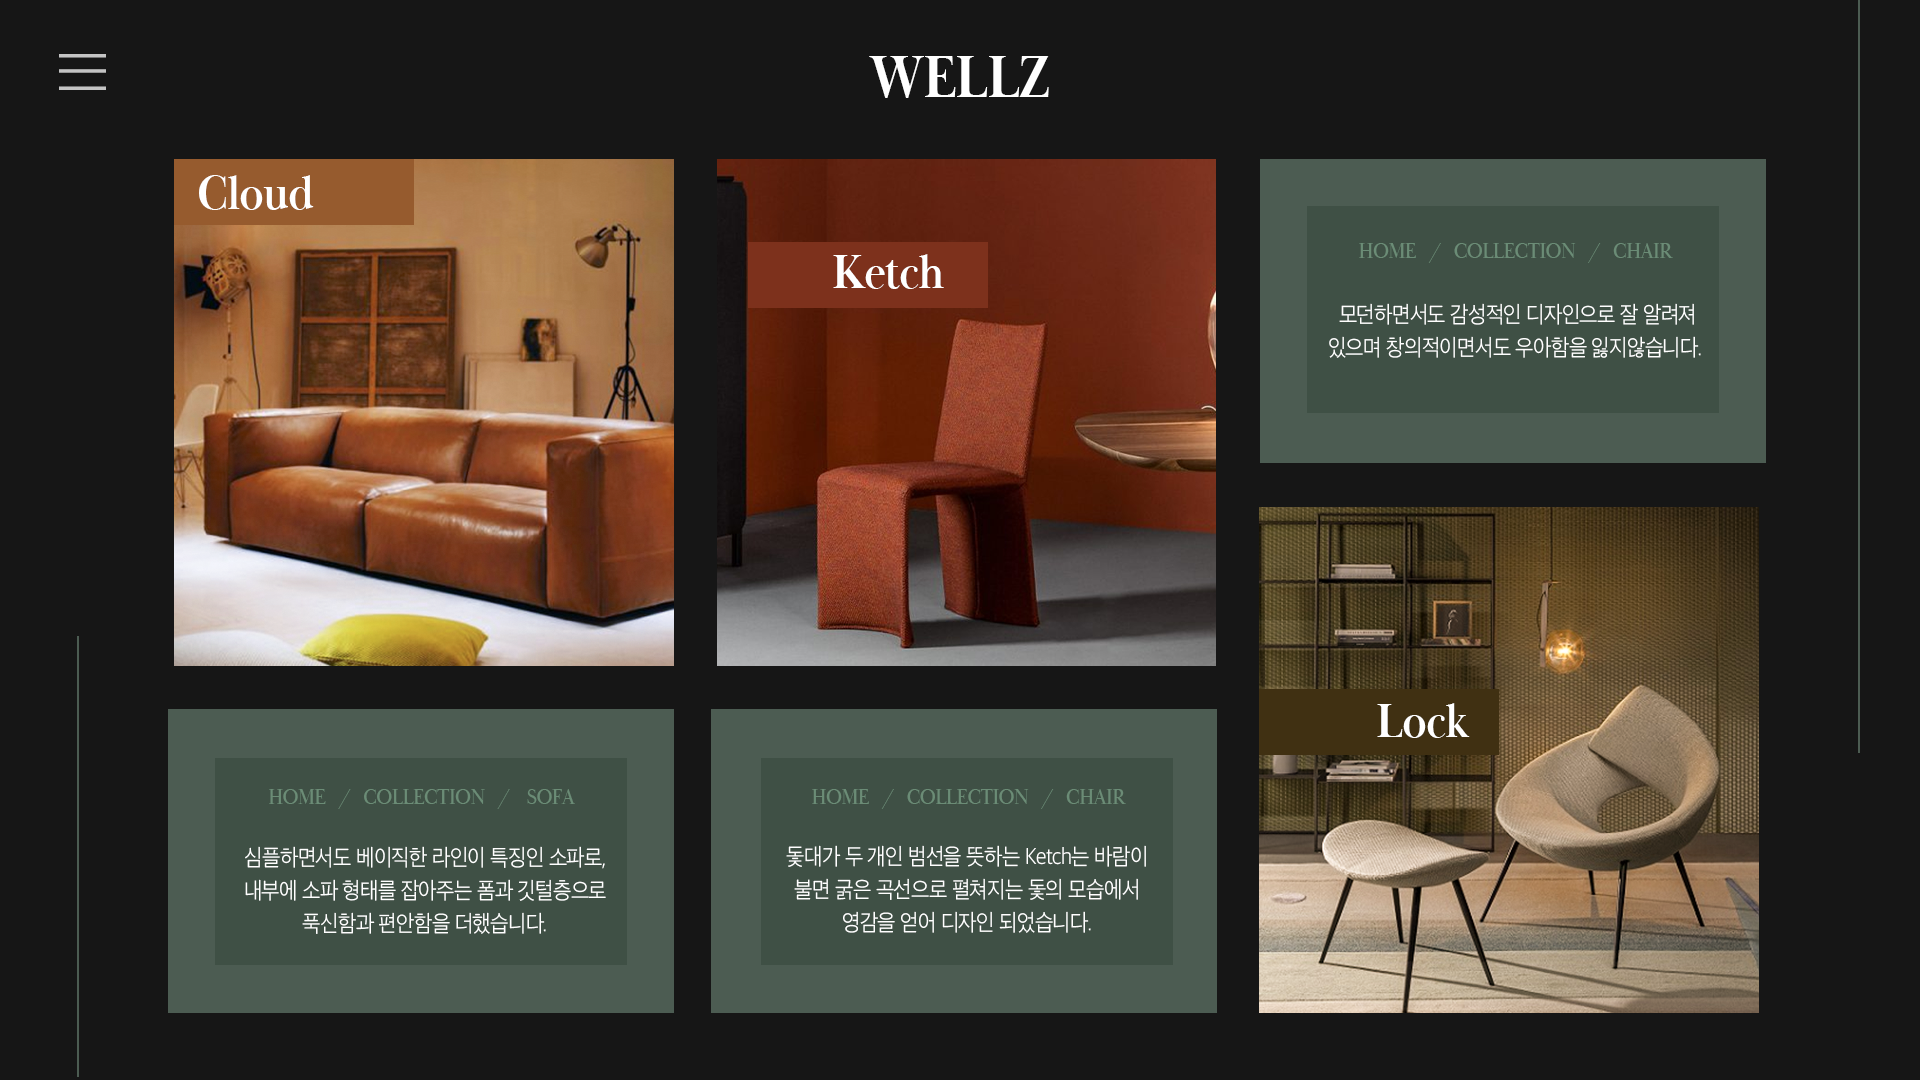 WELLZ
Cloud
HOME / COLLECTION / SOFA
심플하면서도 베이직한 라인이 특징인 소파로,
내부에 소파 형태를 잡아주는 폼과 깃털층으로
푹신함과 편안함을 더했습니다.
Ketch
HOME / COLLECTION / CHAIR
돛대가 두 개인 범선을 뜻하는 Ketch는 바람이
불면 굵은 곡선으로 펼쳐지는 돛의 모습에서
영감을 얻어 디자인 되었습니다.
HOME / COLLECTION / CHAIR
모던하면서도 감성적인 디자인으로 잘 알려져
있으며 창의적이면서도 우아함을 잃지않습니다.
Lock